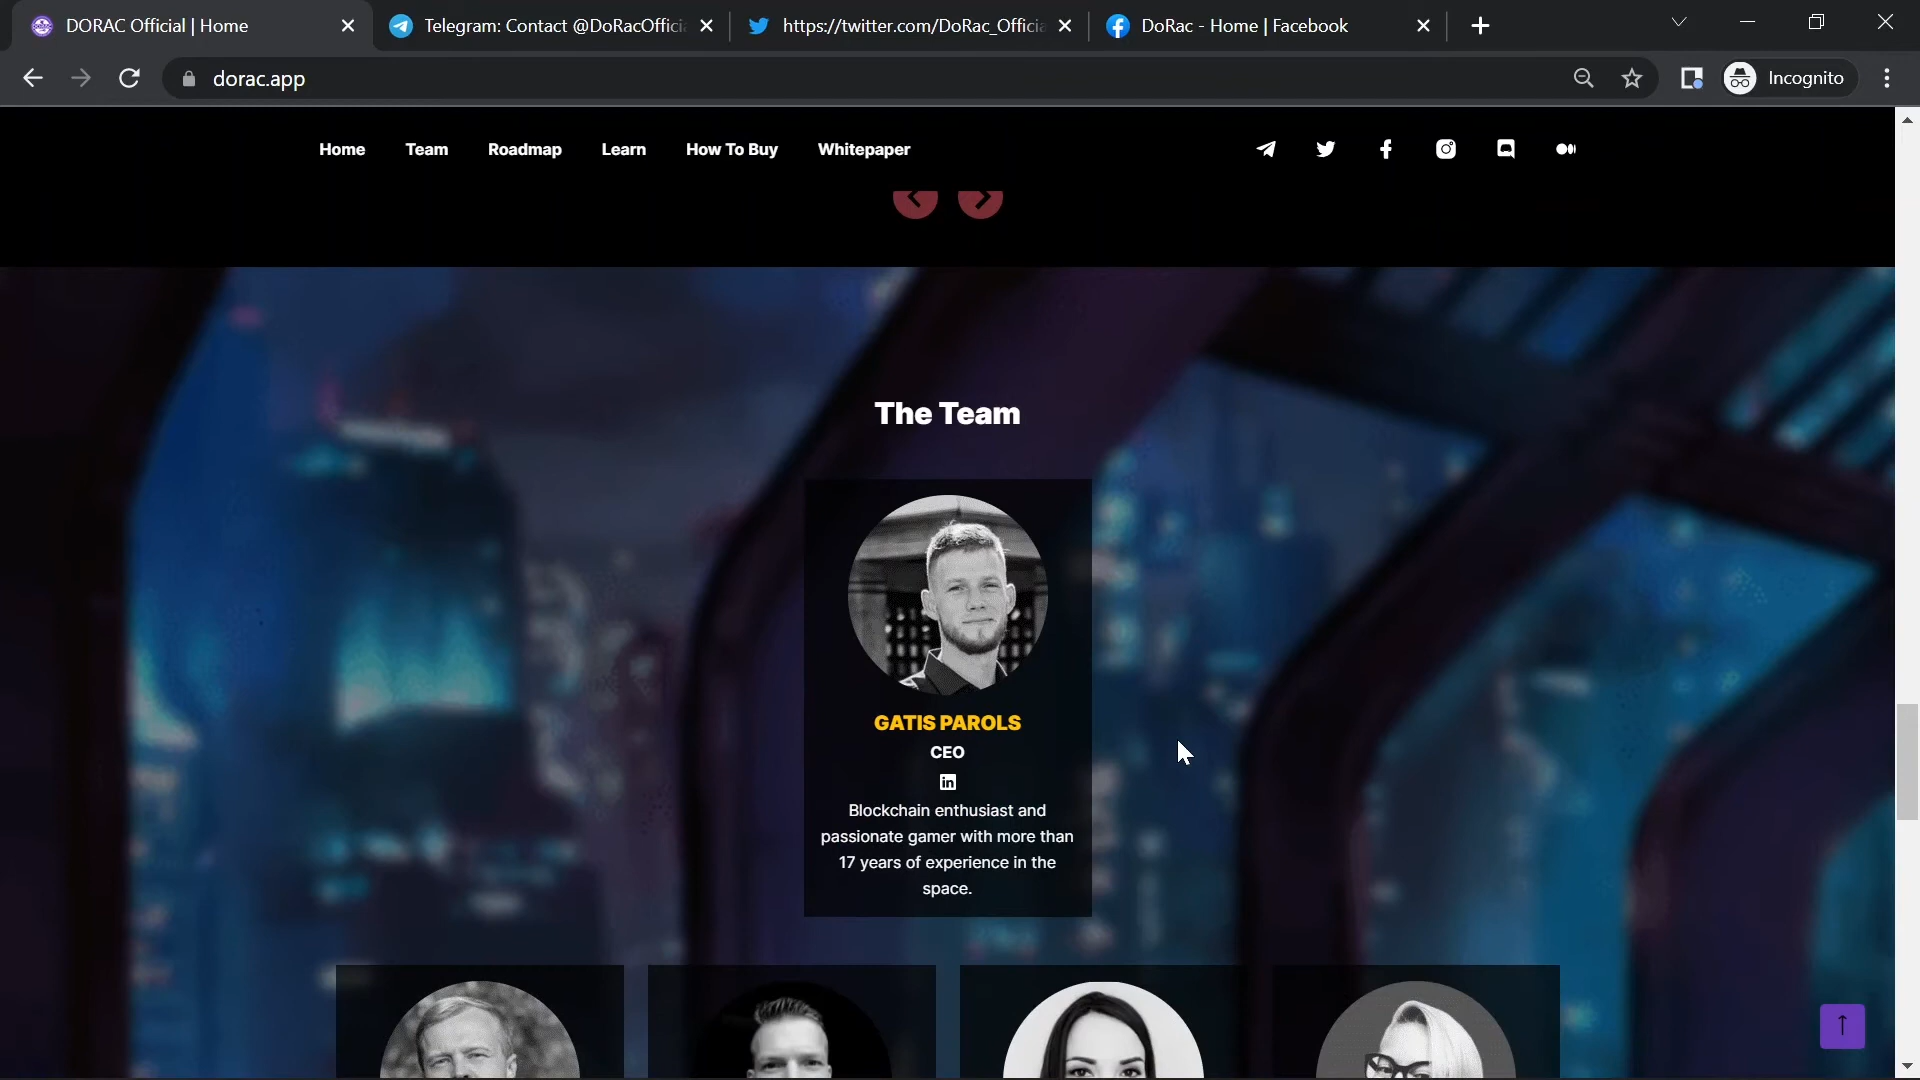 DORAC Official | Home
Telegram: Contact @DoRacOffici
https://twitter.com/DoRac_Officia
DoRac - Home | Facebook
dorac.app
Incognito
Home
Team
Roadmap
Learn
How To Buy
Whitepaper
The Team
GATIS PAROLS
CEO
in
Blockchain enthusiast and
passionate gamer with more than
17 years of experience in the
space.